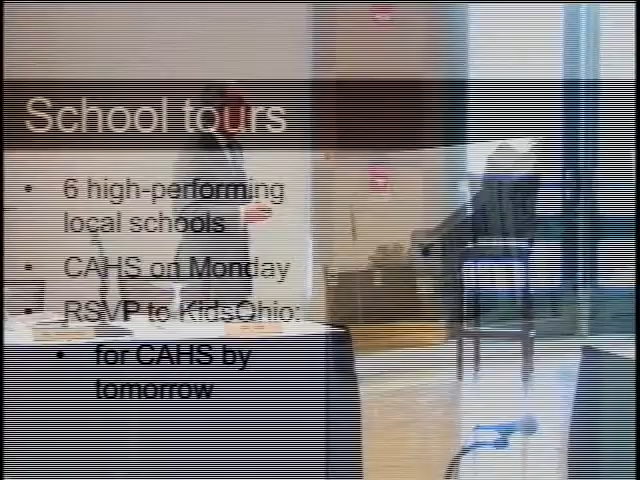 School tours
• 6 high-performing
local schools
• CAHS on Monday
• RSVP to KidsOhio:
• for CAHS by
tomorrow